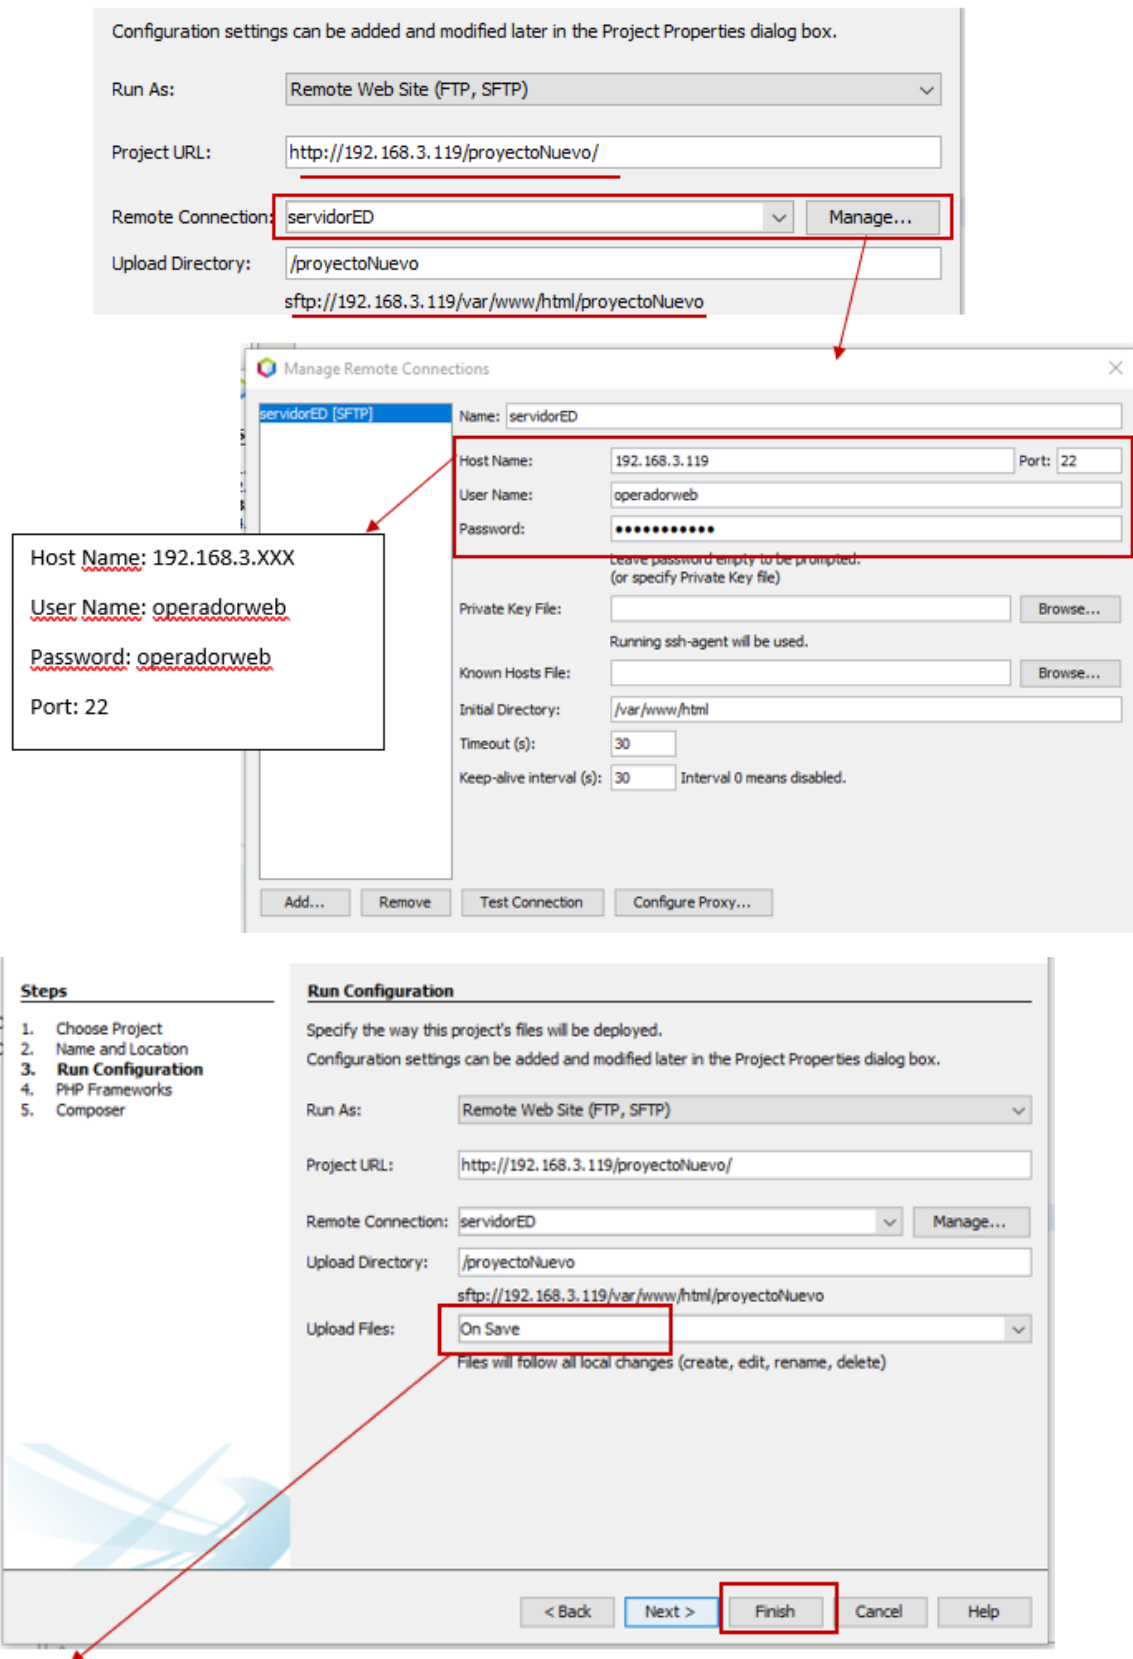 Configuration settings can be added and modified later in the Project Properties dialog box.
Run As: Remote Web Site (FTP, SFTP)
Project URL: http://192.168.3.119/proyectoNuevo/
Remote Connection: servidorED Manage...
Upload Directory: /proyectoNuevo
sftp://192.168.3.119/var/www/html/proyectoNuevo
Manage Remote Connections
servidorED [SFTP]
Name: servidorED
Host Name: 192.168.3.119 Port: 22
User Name: operadorweb
Password: ●●●●●●●●●●●
Leave password empty to be prompted.
(or specify Private Key file)
Private Key File: Browse...
Running ssh-agent will be used.
Known Hosts File: Browse...
Initial Directory: /var/www/html
Timeout (s): 30
Keep-alive interval (s): 30 Interval 0 means disabled.
Add... Remove Test Connection Configure Proxy...
Host Name: 192.168.3.XXX
User Name: operadorweb
Password: operadorweb
Port: 22
Steps
1. Choose Project
2. Name and Location
3. Run Configuration
4. PHP Frameworks
5. Composer
Run Configuration
Specify the way this project's files will be deployed.
Configuration settings can be added and modified later in the Project Properties dialog box.
Run As: Remote Web Site (FTP, SFTP)
Project URL: http://192.168.3.119/proyectoNuevo/
Remote Connection: servidorED Manage...
Upload Directory: /proyectoNuevo
sftp://192.168.3.119/var/www/html/proyectoNuevo
Upload Files: On Save
Files will follow all local changes (create, edit, rename, delete)
< Back Next > Finish Cancel Help